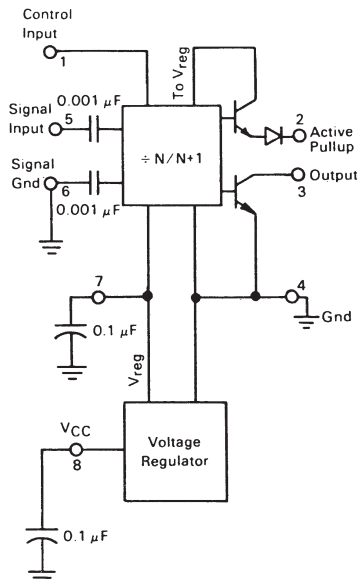 Control
Input
1
To Vreg
0.001 μF
Signal
Input
5
2
Active
Pullup
÷ N/N+1
Signal
Gnd
6
0.001 μF
Output
3
7
4
0.1 μF
Gnd
Vreg
VCC
8
Voltage
Regulator
0.1 μF